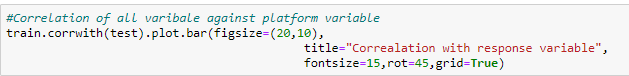 #Correlation of all varibale against platform variable
train.corrwith(test).plot.bar(figsize=(20,10),
title="Correalation with response variable",
fontsize=15,rot=45,grid=True)